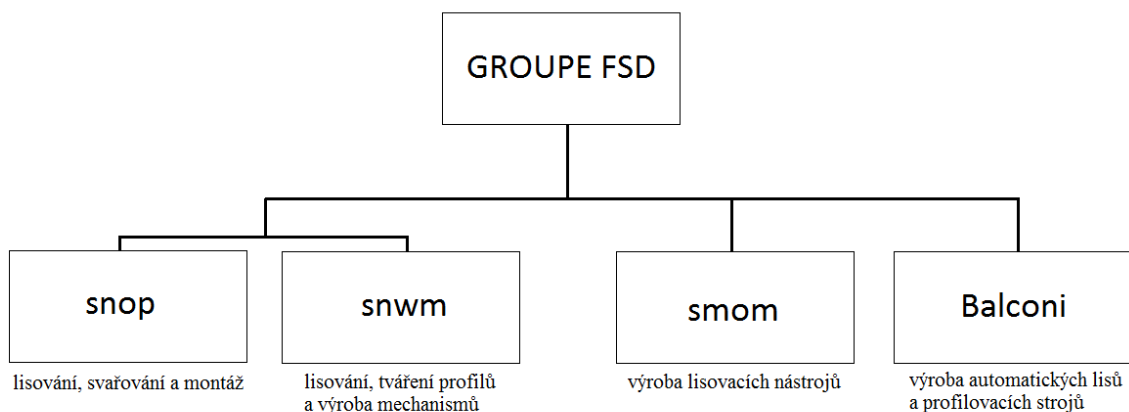 GROUPE FSD
snop
snwm
smom
Balconi
lisování, svařování a montáž
lisování, tváření profilů
a výroba mechanismů
výroba lisovacích nástrojů
výroba automatických lisů
a profilovacích strojů